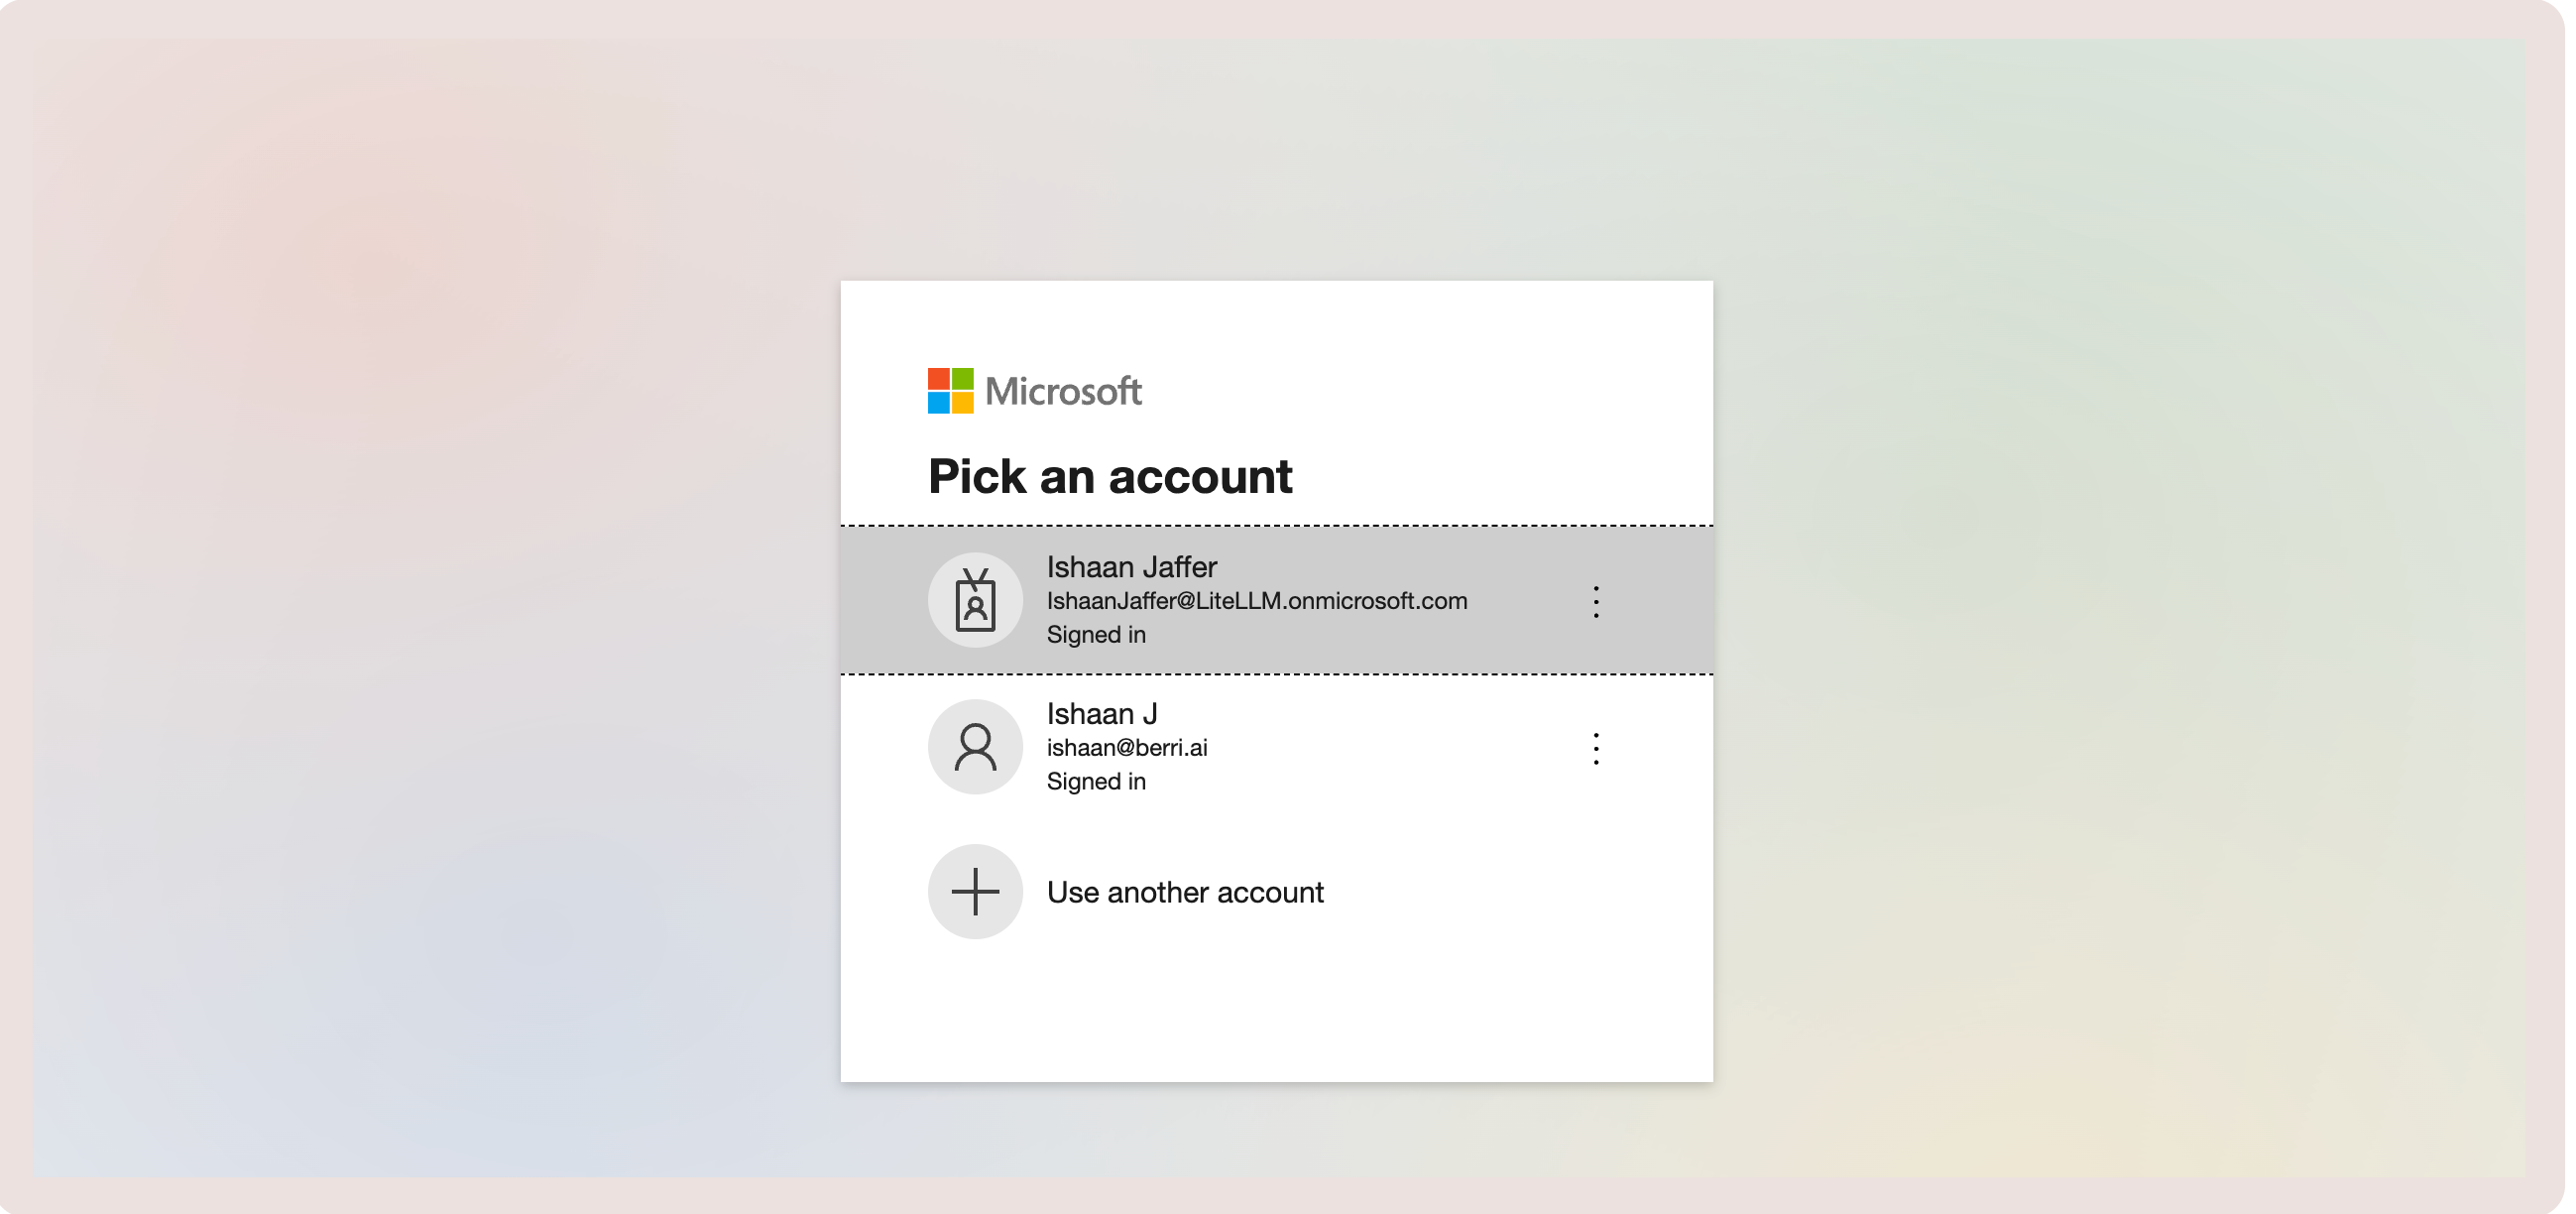 Microsoft
Pick an account
Ishaan Jaffer
IshaanJaffer@LiteLLM.onmicrosoft.com
Signed in
Ishaan J
ishaan@berri.ai
Signed in
Use another account